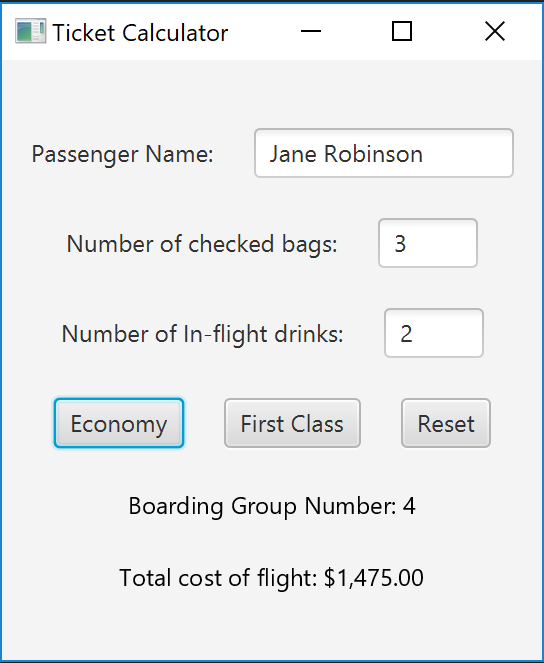 Ticket Calculator
Passenger Name: Jane Robinson
Number of checked bags: 3
Number of In-flight drinks: 2
Economy First Class Reset
Boarding Group Number: 4
Total cost of flight: $1,475.00